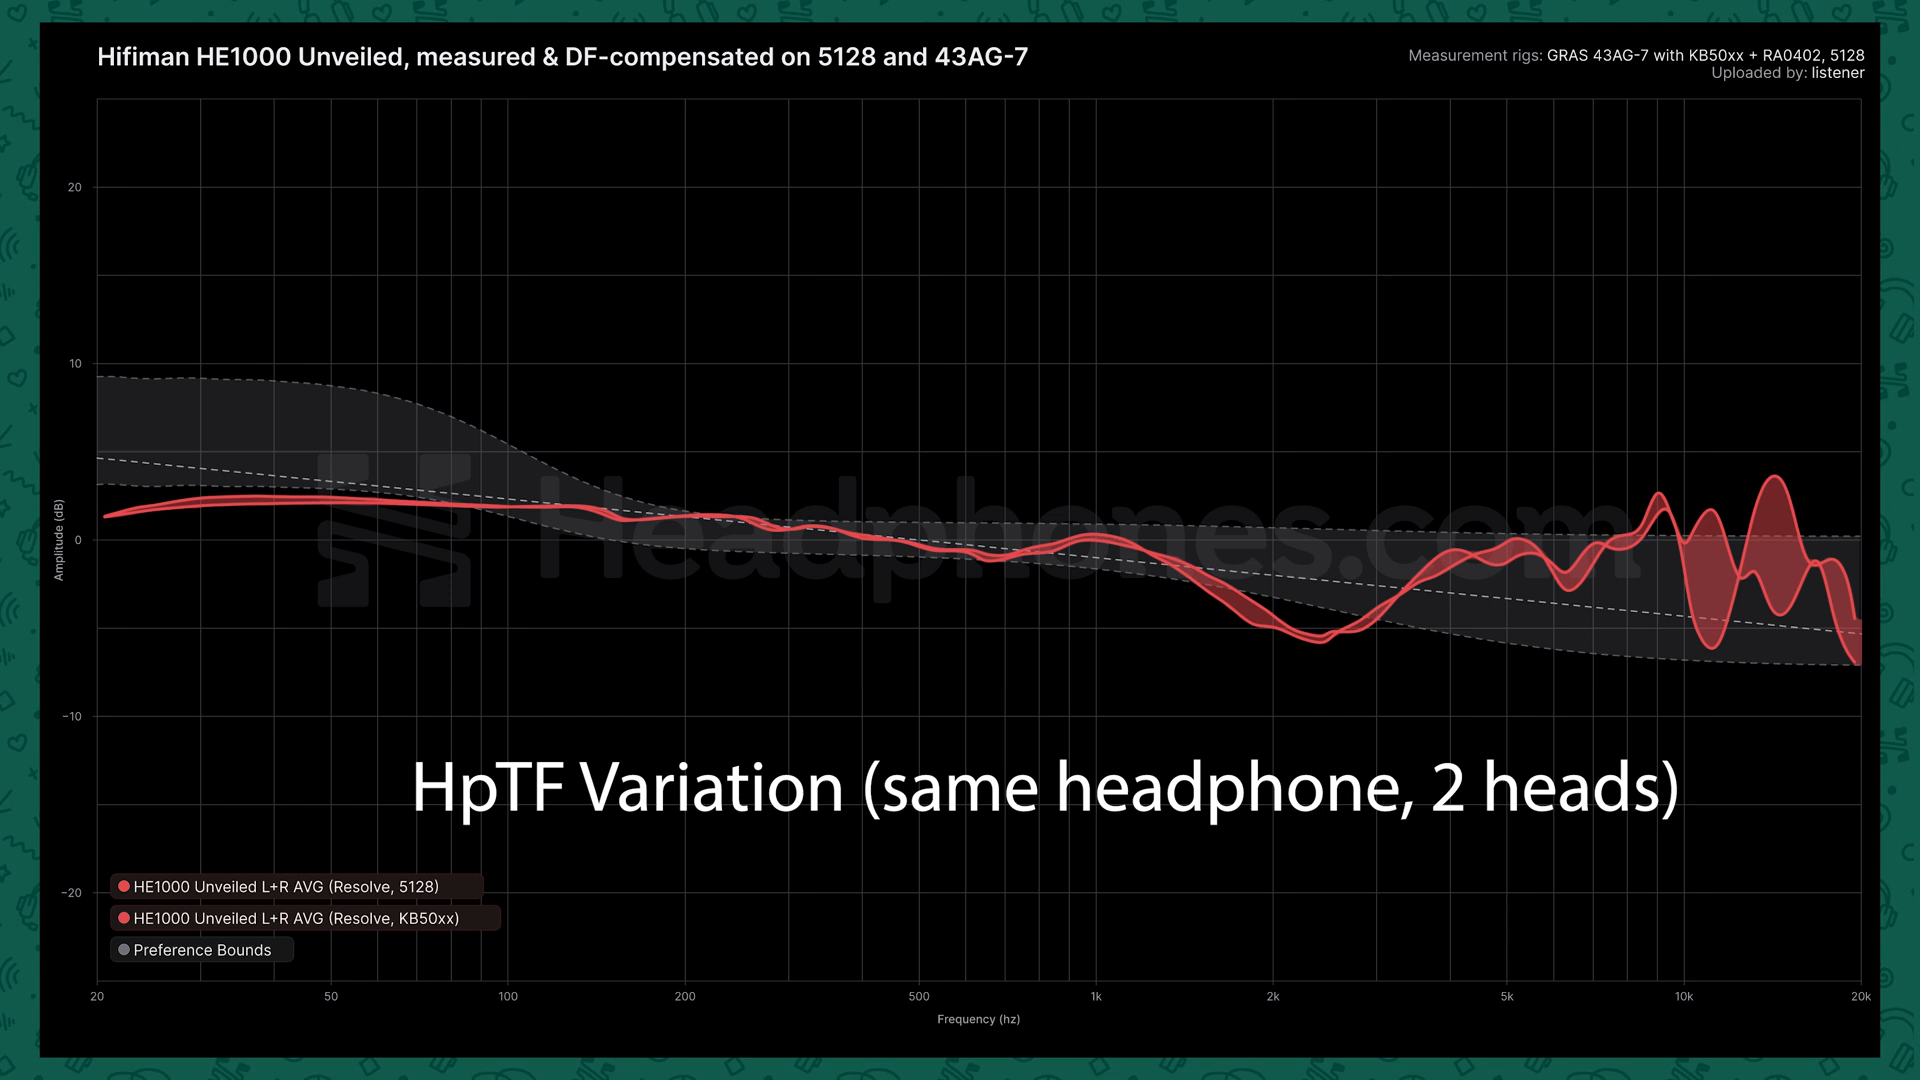 Hifiman HE1000 Unveiled, measured & DF-compensated on 5128 and 43AG-7
Measurement rigs: GRAS 43AG-7 with KB50xx + RA0402, 5128
Uploaded by: listener
20
10
0
−10
−20
Amplitude (dB)
Headphones.com
HpTF Variation (same headphone, 2 heads)
HE1000 Unveiled L+R AVG (Resolve, 5128)
HE1000 Unveiled L+R AVG (Resolve, KB50xx)
Preference Bounds
20 50 100 200 500 1k 2k 5k 10k 20k
Frequency (hz)